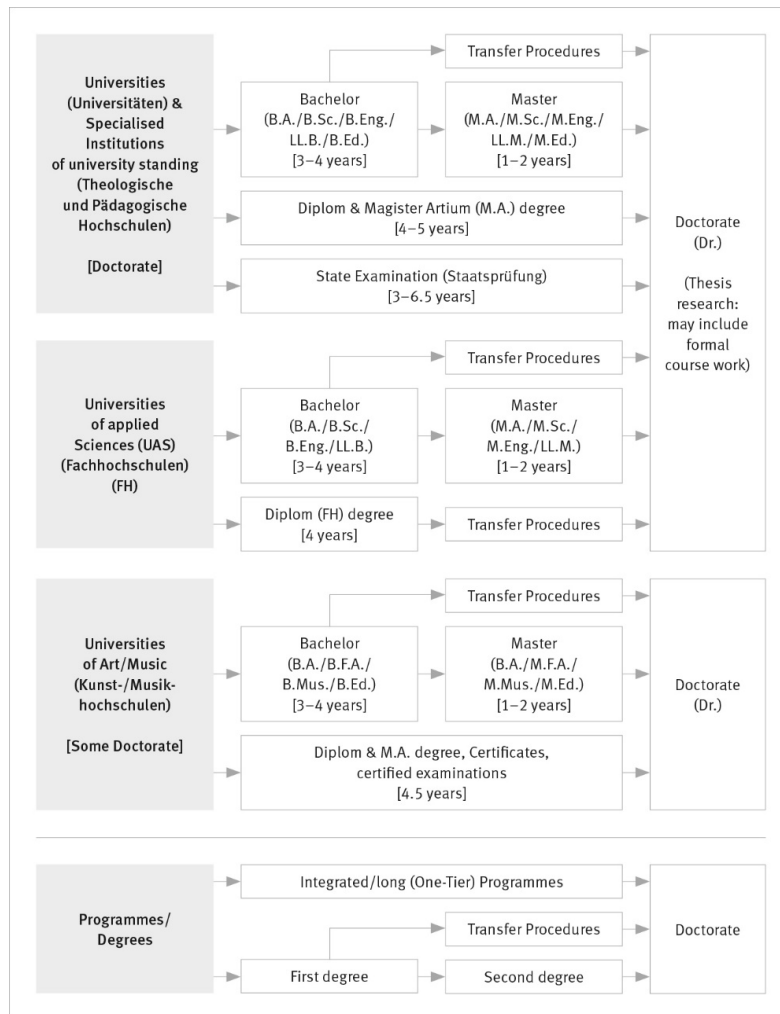 Universities
(Universitäten) &
Specialised
Institutions
of university standing
(Theologische
und Pädagogische
Hochschulen)
[Doctorate]
Transfer Procedures
Bachelor
(B.A./B.Sc./B.Eng./
LL.B./B.Ed.)
[3–4 years]
Master
(M.A./M.Sc./M.Eng./
LL.M./M.Ed.)
[1–2 years]
Diplom & Magister Artium (M.A.) degree
[4–5 years]
State Examination (Staatsprüfung)
[3–6.5 years]
Doctorate
(Dr.)
(Thesis
research:
may include
formal
course work)
Universities
of applied
Sciences (UAS)
(Fachhochschulen)
(FH)
Transfer Procedures
Bachelor
(B.A./B.Sc./
B.Eng./LL.B.)
[3–4 years]
Master
(M.A./M.Sc./
M.Eng./LL.M.)
[1–2 years]
Diplom (FH) degree
[4 years]
Transfer Procedures
Universities
of Art/Music
(Kunst-/Musik-
hochschulen)
[Some Doctorate]
Transfer Procedures
Bachelor
(B.A./B.F.A./
B.Mus./B.Ed.)
[3–4 years]
Master
(B.A./M.F.A./
M.Mus./M.Ed.)
[1–2 years]
Diplom & M.A. degree, Certificates,
certified examinations
[4.5 years]
Doctorate
(Dr.)
Programmes/
Degrees
Integrated/long (One-Tier) Programmes
Transfer Procedures
First degree
Second degree
Doctorate